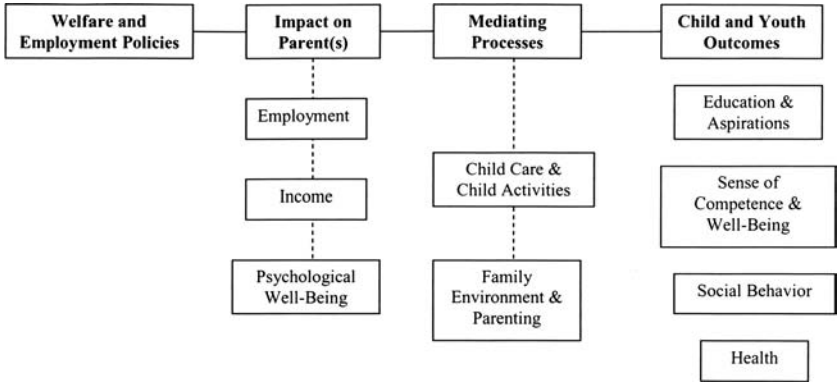 Welfare and
Employment Policies
Impact on
Parent(s)
Mediating
Processes
Child and Youth
Outcomes
Employment
Income
Psychological
Well-Being
Child Care &
Child Activities
Family
Environment &
Parenting
Education &
Aspirations
Sense of
Competence &
Well-Being
Social Behavior
Health